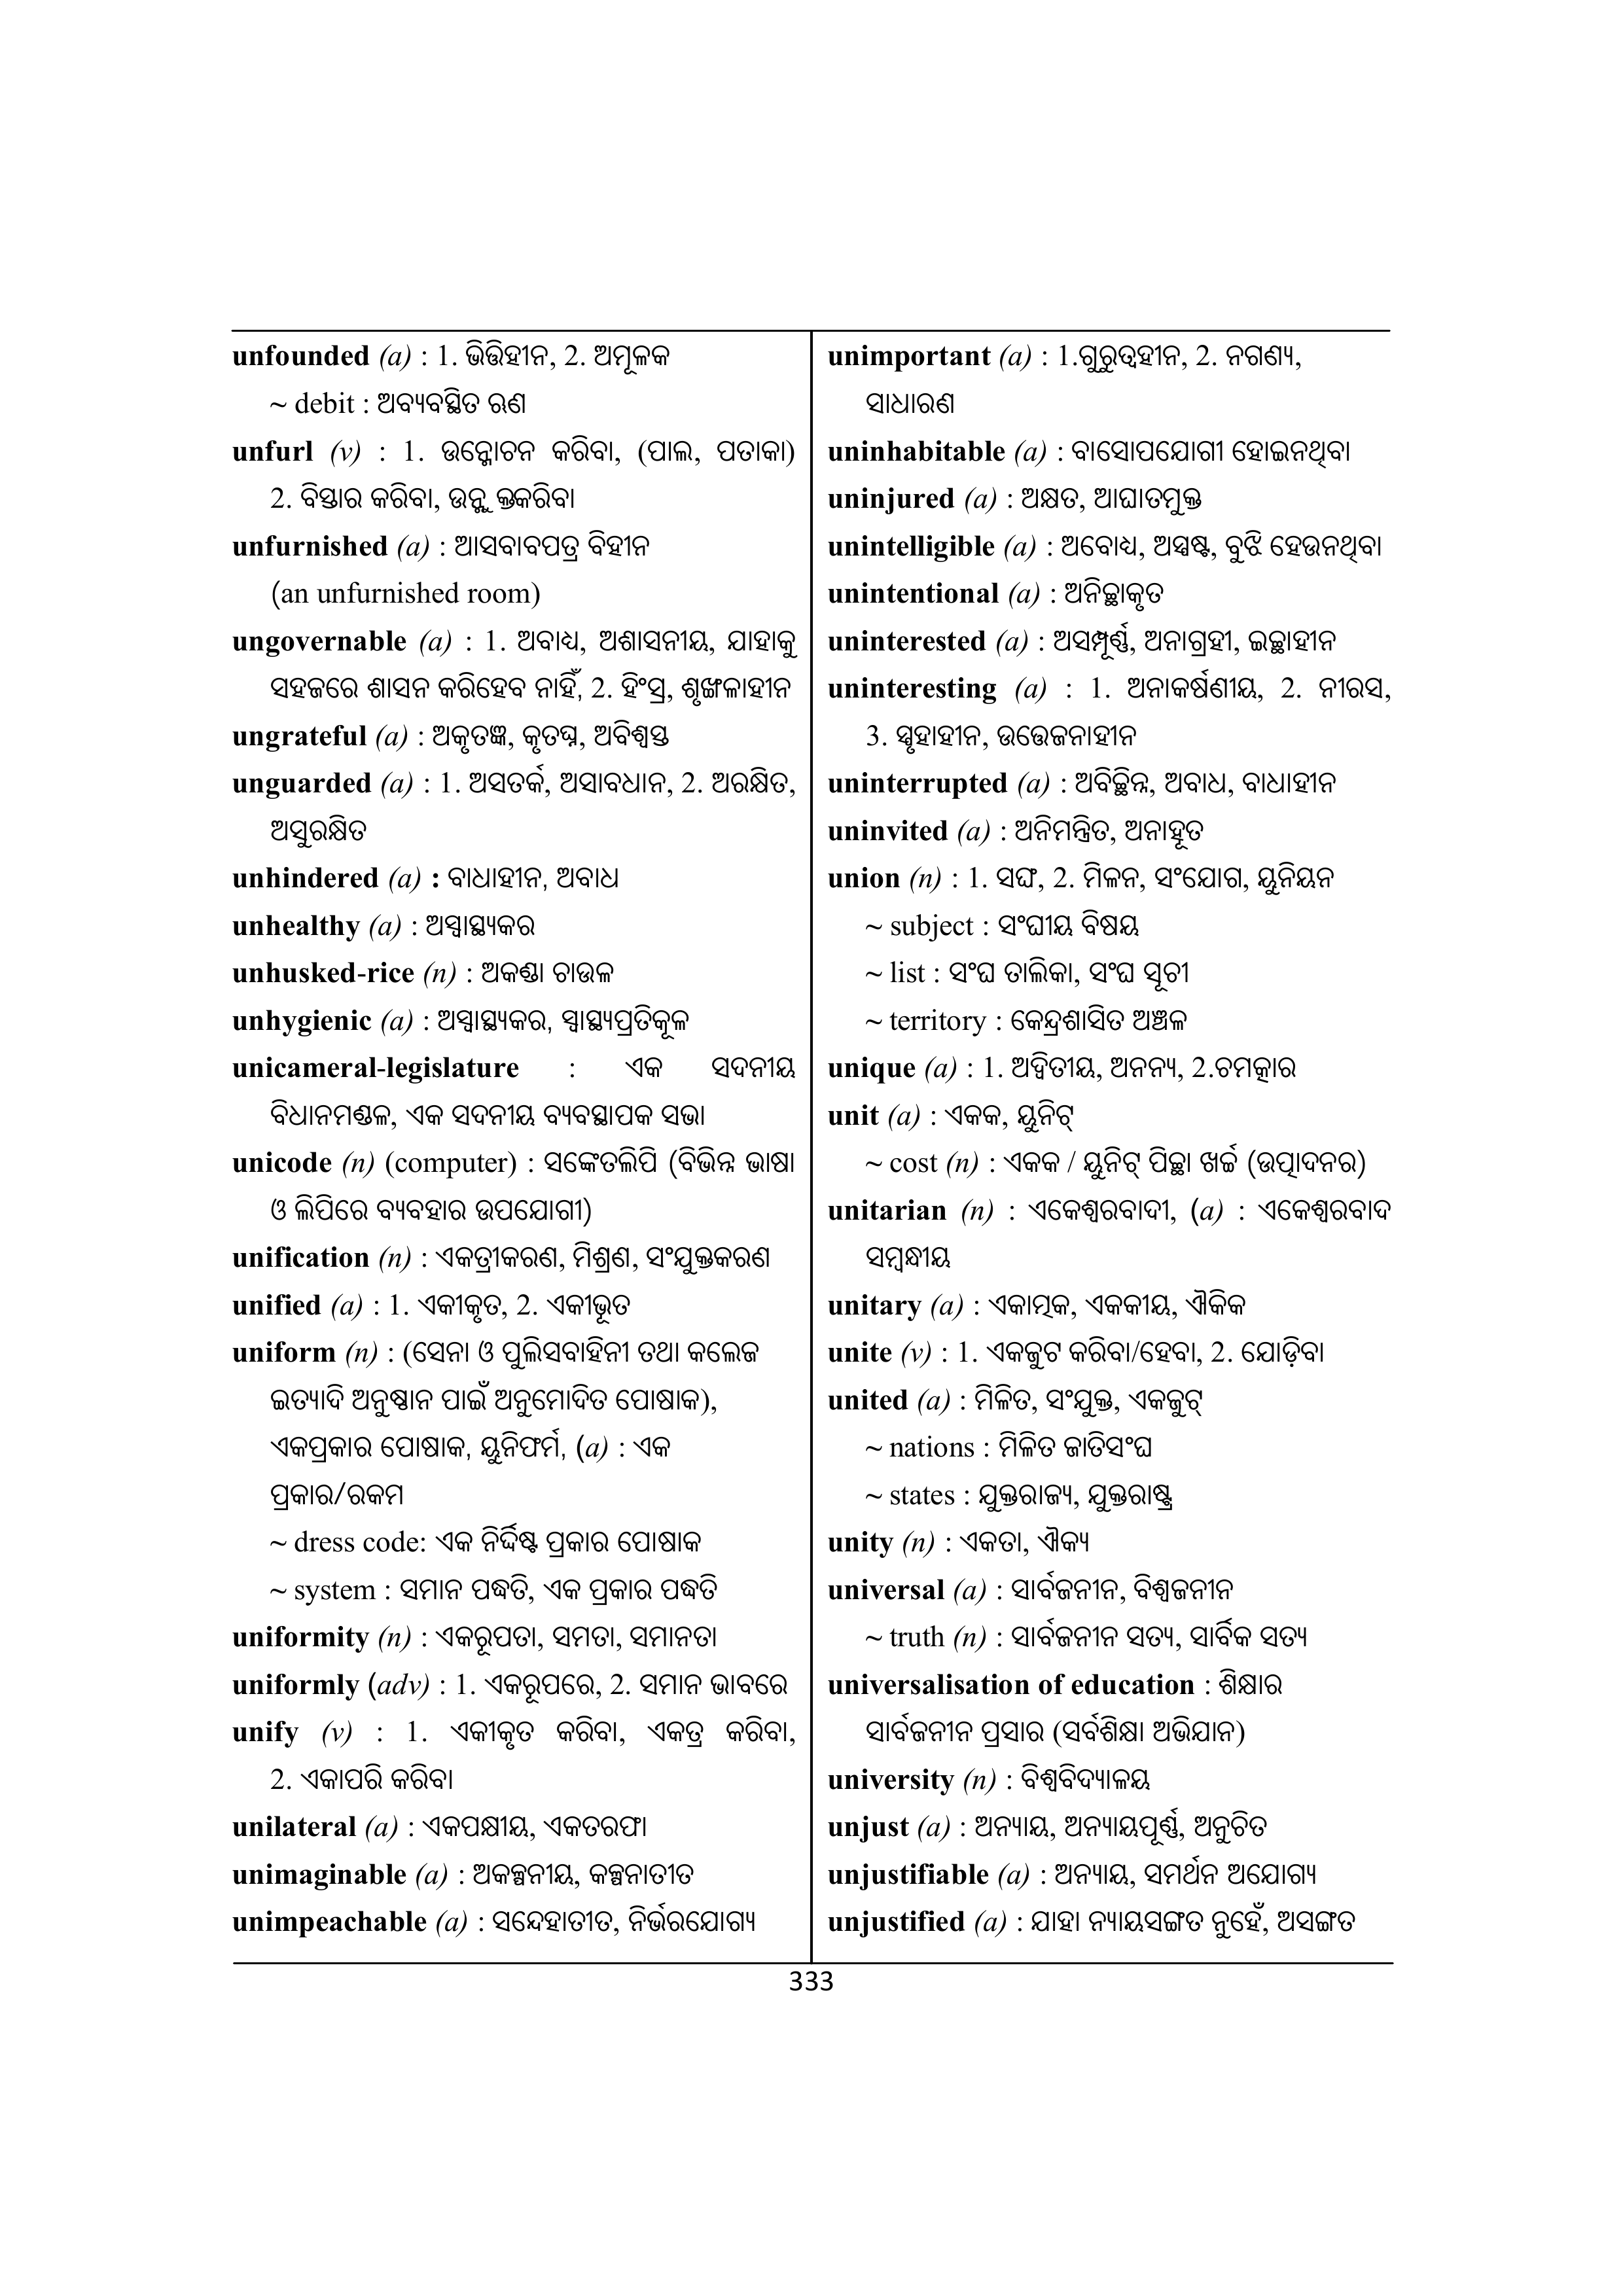 unfounded (a) : 1. ଭିତ୍ତିହୀନ, 2. ଅମୂଳକ
~ debit : ଅବ୍ୟବସ୍ଥିତ ଋଣ
unfurl (v) : 1. ଉନ୍ମୋଚନ କରିବା, (ପାଲ, ପତାକା)
2. ବିସ୍ତାର କରିବା, ଉନ୍ମୁକ୍ତକରିବା
unfurnished (a) : ଆସବାବପତ୍ର ବିହୀନ
(an unfurnished room)
ungovernable (a) : 1. ଅବାଧ୍ୟ, ଅଶାସନୀୟ, ଯାହାକୁ
ସହଜରେ ଶାସନ କରିହେବ ନାହିଁ, 2. ହିଂସ୍ର, ଶୃଙ୍ଖଳାହୀନ
ungrateful (a) : ଅକୃତଜ୍ଞ, କୃତଘ୍ନ, ଅବିଶ୍ୱସ୍ତ
unguarded (a) : 1. ଅସତର୍କ, ଅସାବଧାନ, 2. ଅରକ୍ଷିତ,
ଅସୁରକ୍ଷିତ
unhindered (a) : ବାଧାହୀନ, ଅବାଧ
unhealthy (a) : ଅସ୍ୱାସ୍ଥ୍ୟକର
unhusked-rice (n) : ଅକଣ୍ଡା ଚାଉଳ
unhygienic (a) : ଅସ୍ୱାସ୍ଥ୍ୟକର, ସ୍ୱାସ୍ଥ୍ୟପ୍ରତିକୂଳ
unicameral-legislature : ଏକ ସଦନୀୟ
ବିଧାନମଣ୍ଡଳ, ଏକ ସଦନୀୟ ବ୍ୟବସ୍ଥାପକ ସଭା
unicode (n) (computer) : ସଙ୍କେତଲିପି (ବିଭିନ୍ନ ଭାଷା
ଓ ଲିପିରେ ବ୍ୟବହାର ଉପଯୋଗୀ)
unification (n) : ଏକତ୍ରୀକରଣ, ମିଶ୍ରଣ, ସଂଯୁକ୍ତକରଣ
unified (a) : 1. ଏକୀକୃତ, 2. ଏକୀଭୂତ
uniform (n) : (ସେନା ଓ ପୁଲିସବାହିନୀ ତଥା କଲେଜ
ଇତ୍ୟାଦି ଅନୁଷ୍ଠାନ ପାଇଁ ଅନୁମୋଦିତ ପୋଷାକ),
ଏକପ୍ରକାର ପୋଷାକ, ୟୁନିଫର୍ମ, (a) : ଏକ
ପ୍ରକାର/ରକମ
~ dress code: ଏକ ନିର୍ଦ୍ଦିଷ୍ଟ ପ୍ରକାର ପୋଷାକ
~ system : ସମାନ ପଦ୍ଧତି, ଏକ ପ୍ରକାର ପଦ୍ଧତି
uniformity (n) : ଏକରୂପତା, ସମତା, ସମାନତା
uniformly (adv) : 1. ଏକରୂପରେ, 2. ସମାନ ଭାବରେ
unify (v) : 1. ଏକୀକୃତ କରିବା, ଏକତ୍ର କରିବା,
2. ଏକାପରି କରିବା
unilateral (a) : ଏକପକ୍ଷୀୟ, ଏକତରଫା
unimaginable (a) : ଅକଳ୍ପନୀୟ, କଳ୍ପନାତୀତ
unimpeachable (a) : ସନ୍ଦେହାତୀତ, ନିର୍ଭରଯୋଗ୍ୟ
unimportant (a) : 1.ଗୁରୁତ୍ୱହୀନ, 2. ନଗଣ୍ୟ,
ସାଧାରଣ
uninhabitable (a) : ବାସୋପଯୋଗୀ ହୋଇନଥିବା
uninjured (a) : ଅକ୍ଷତ, ଆଘାତମୁକ୍ତ
unintelligible (a) : ଅବୋଧ୍ୟ, ଅସ୍ପଷ୍ଟ, ବୁଝି ହେଉନଥିବା
unintentional (a) : ଅନିଚ୍ଛାକୃତ
uninterested (a) : ଅସମ୍ପୂର୍ଣ୍ଣ, ଅନାଗ୍ରହୀ, ଇଚ୍ଛାହୀନ
uninteresting (a) : 1. ଅନାକର୍ଷଣୀୟ, 2. ନୀରସ,
3. ସ୍ପୃହାହୀନ, ଉତ୍ତେଜନାହୀନ
uninterrupted (a) : ଅବିଚ୍ଛିନ୍ନ, ଅବାଧ, ବାଧାହୀନ
uninvited (a) : ଅନିମନ୍ତ୍ରିତ, ଅନାହୂତ
union (n) : 1. ସଙ୍ଘ, 2. ମିଳନ, ସଂଯୋଗ, ୟୁନିୟନ
~ subject : ସଂଘୀୟ ବିଷୟ
~ list : ସଂଘ ତାଲିକା, ସଂଘ ସୂଚୀ
~ territory : କେନ୍ଦ୍ରଶାସିତ ଅଞ୍ଚଳ
unique (a) : 1. ଅଦ୍ୱିତୀୟ, ଅନନ୍ୟ, 2.ଚମତ୍କାର
unit (a) : ଏକକ, ୟୁନିଟ୍
~ cost (n) : ଏକକ / ୟୁନିଟ୍ ପିଚ୍ଛା ଖର୍ଚ୍ଚ (ଉତ୍ପାଦନର)
unitarian (n) : ଏକେଶ୍ୱରବାଦୀ, (a) : ଏକେଶ୍ୱରବାଦ
ସମ୍ବନ୍ଧୀୟ
unitary (a) : ଏକାତ୍ମକ, ଏକକୀୟ, ଐକିକ
unite (v) : 1. ଏକଜୁଟ କରିବା/ହେବା, 2. ଯୋଡ଼ିବା
united (a) : ମିଳିତ, ସଂଯୁକ୍ତ, ଏକଜୁଟ୍
~ nations : ମିଳିତ ଜାତିସଂଘ
~ states : ଯୁକ୍ତରାଜ୍ୟ, ଯୁକ୍ତରାଷ୍ଟ୍ର
unity (n) : ଏକତା, ଐକ୍ୟ
universal (a) : ସାର୍ବଜନୀନ, ବିଶ୍ୱଜନୀନ
~ truth (n) : ସାର୍ବଜନୀନ ସତ୍ୟ, ସାର୍ବିକ ସତ୍ୟ
universalisation of education : ଶିକ୍ଷାର
ସାର୍ବଜନୀନ ପ୍ରସାର (ସର୍ବଶିକ୍ଷା ଅଭିଯାନ)
university (n) : ବିଶ୍ୱବିଦ୍ୟାଳୟ
unjust (a) : ଅନ୍ୟାୟ, ଅନ୍ୟାୟପୂର୍ଣ୍ଣ, ଅନୁଚିତ
unjustifiable (a) : ଅନ୍ୟାୟ, ସମର୍ଥନ ଅଯୋଗ୍ୟ
unjustified (a) : ଯାହା ନ୍ୟାୟସଙ୍ଗତ ନୁହେଁ, ଅସଙ୍ଗତ
333